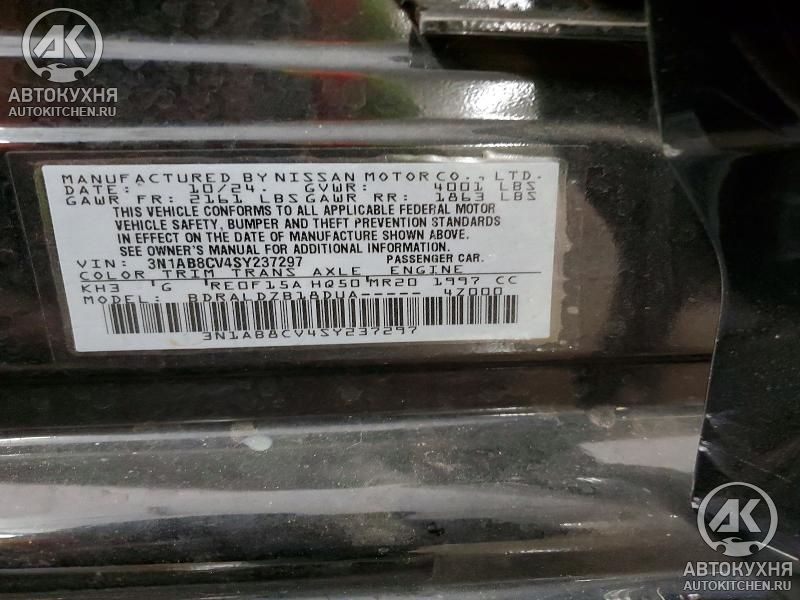 AK
АВТОКУХНЯ
AUTOKITCHEN.RU
MANUFACTURED BY NISSAN MOTOR CO., LTD.
DATE: 10/24. GVWR: 4001 LBS
GAWR FR: 2161 LBS GAWR RR: 1863 LBS
THIS VEHICLE CONFORMS TO ALL APPLICABLE FEDERAL MOTOR
VEHICLE SAFETY, BUMPER AND THEFT PREVENTION STANDARDS
IN EFFECT ON THE DATE OF MANUFACTURE SHOWN ABOVE.
SEE OWNER'S MANUAL FOR ADDITIONAL INFORMATION.
VIN: 3N1AB8CV4SY237297 PASSENGER CAR.
COLOR TRIM TRANS AXLE ENGINE
KH3 G RE0F15A HQ50 MR20 1997 CC
MODEL: BDRALDZB18DUA----- 4Z000
3N1AB8CV4SY237297
AK
АВТОКУХНЯ
AUTOKITCHEN.RU